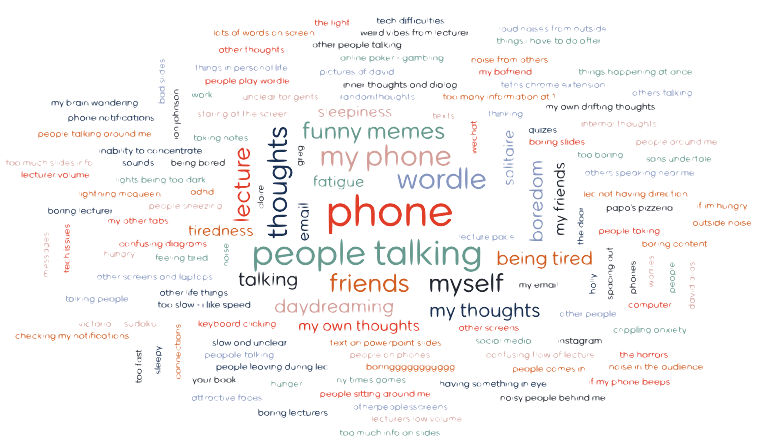 the light
tech difficulties
lots of words on screen
weird vibes from lecturer
loud noises from outside
other people talking
things i have to do after
other thoughts
online poker n gambling
noise from others
things in personal life
pictures of david
my boifriend
things happening at once
people play wordle
inner thoughts and dialog
tetris chrome extension
bad slides
work
unclear tangents
random thoughts
too many information at 1
others talking
my brain wandering
ian johnson
staring at the screen
sleepiness
texts
thinking
my own drifting thoughts
phone notifications
internal thoughts
people talking around me
taking notes
thoughts
funny memes
wechat
quizes
boring slides
people around me
inability to concentrate
greg
my phone
solitaire
too boring
sans undertale
too much slides info
sounds
being bored
lecture
others speaking near me
lecturer volume
lights being too dark
claire
fatigue
wordle
boredom
my friends
lightning mcqueen
adhd
lec not having direction
boring lecturer
people sneezing
email
phone
the door
papa's pizzeria
if im hungry
my other tabs
tiredness
outside noise
messages
tech issues
confusing diagrams
noise
people talking
lecture pace
people taking
boring content
hungry
feeling tired
being tired
other screens and laptops
talking
friends
myself
my email
harry
spacing out
phones
worries
people
other life things
talking people
too slow in like speed
daydreaming
my thoughts
other people
computer
victoria
sudoku
keyboard clicking
my own thoughts
other screens
crippling anxiety
checking my notifications
connections
slow and unclear
text on powerpoint slides
social media
instagram
too fast
sleepy
peopole talking
people on phones
confusing flow of lecture
the horrors
people leaving during lec
boringggggggggg
people comes in
noise in the audience
your book
hunger
ny times games
having something in eye
if my phone beeps
attractive faces
people sitting around me
noisy people behind me
boring lecturers
otherpeoplesscreens
lecturers low volume
too much info on slides